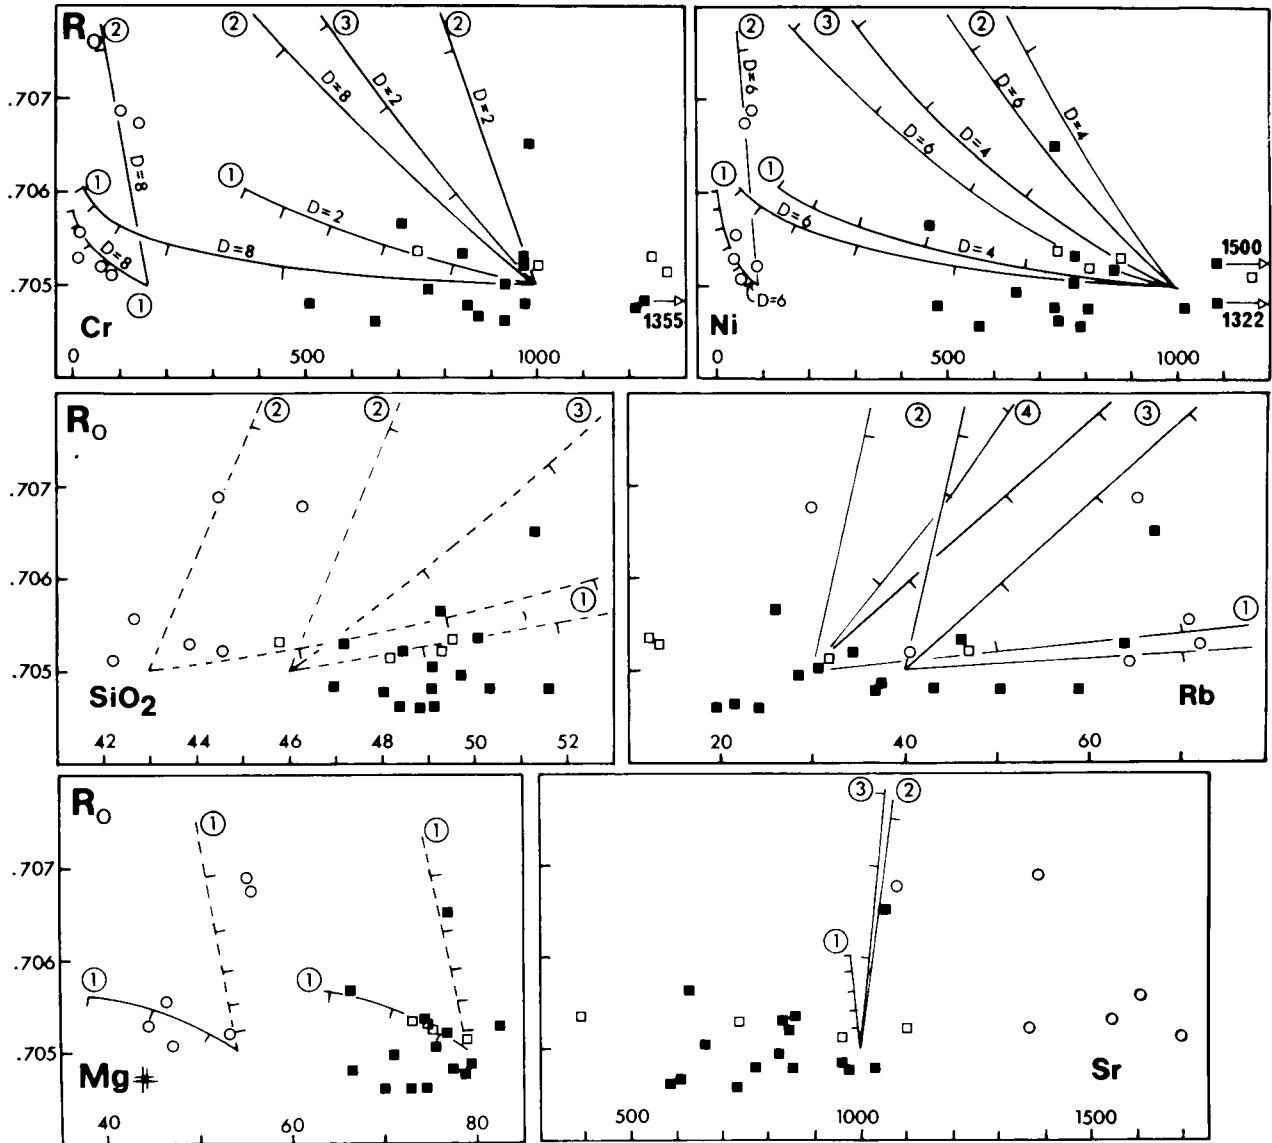 Ro
② ② ③ ②
D=8 D=2 D=2
.707
D=8
.706 ① ①
D=2
D=8 D=8
.705
①
Cr
1355
0 500 1000
② ③ ②
D=6 D=6 D=4 D=6 D=4
① ①
D=6 D=4
D=6
1500
1322
Ni
0 500 1000
Ro
② ② ③
.707
.706
①
.705
SiO2
42 44 46 48 50 52
② ④ ③
①
Rb
20 40 60
Ro
① ①
.707
.706
① ①
.705
Mg#
40 60 80
③ ②
①
Sr
500 1000 1500